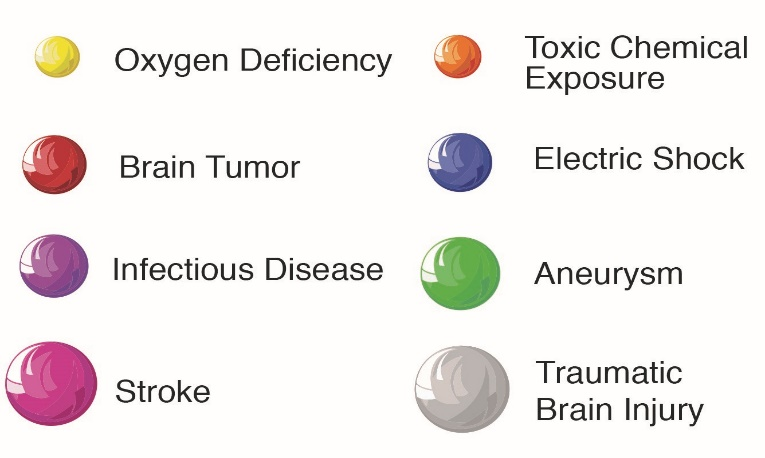 Oxygen Deficiency
Toxic Chemical
Exposure
Brain Tumor
Electric Shock
Infectious Disease
Aneurysm
Stroke
Traumatic
Brain Injury